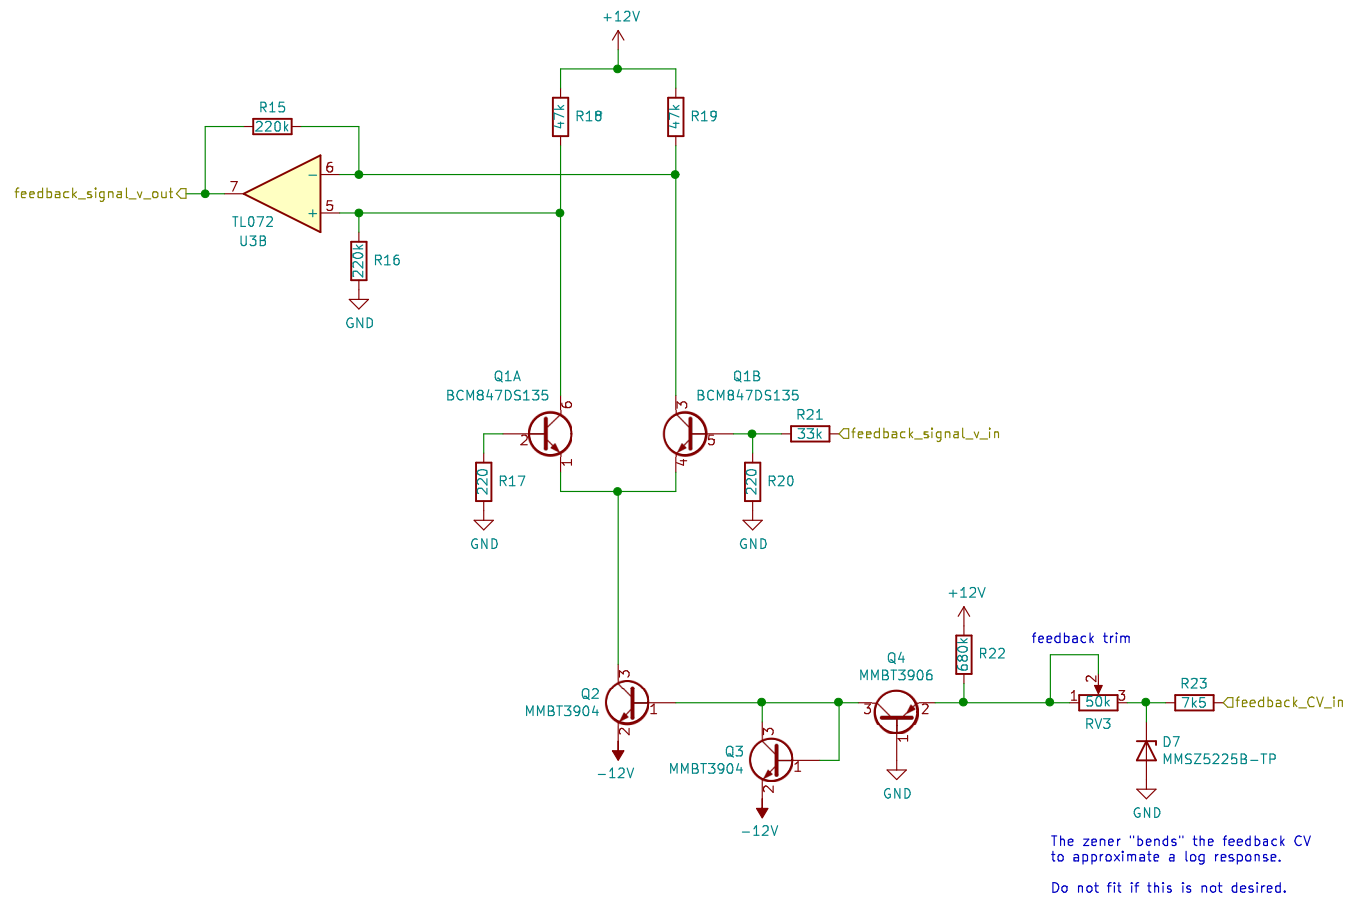 +12V
R15
220k
47k
R18
47k
R19
feedback_signal_v_out
7
6
-
5
+
TL072
U3B
220k
R16
GND
Q1A
BCM847DS135
Q1B
BCM847DS135
6
2
1
3
5
4
R21
33k
feedback_signal_v_in
220
R17
GND
220
R20
GND
+12V
680k
R22
feedback trim
Q4
MMBT3906
3
2
1
GND
Q2
MMBT3904
3
1
2
-12V
Q3
MMBT3904
3
1
2
-12V
2
1
50k
3
RV3
R23
7k5
feedback_CV_in
D7
MMSZ5225B-TP
GND
The zener "bends" the feedback CV
to approximate a log response.
Do not fit if this is not desired.